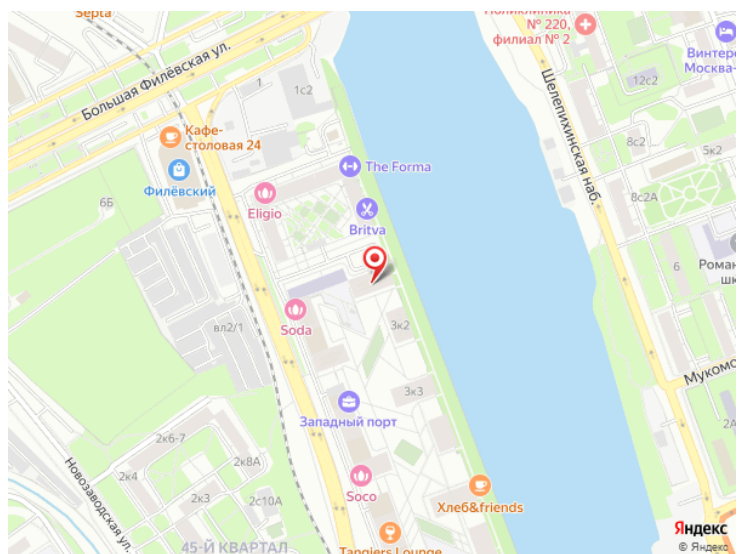 Septa
Поликлиника
№ 220,
филиал № 2
Винтере
Москва-
Большая Филёвская ул.
1
1с2
12с2
Шелепихинская наб.
Кафе-
столовая 24
The Forma
8с2
5к2
Филёвский
8с2А
6Б
Eligio
Britva
6
Роман
шк
Soda
вл2/1
3к2
Мукомо
3к3
Западный порт
2А
2к6-7
2к4
2к8А
2к3
2с10А
Soco
Хлеб&friends
Новозаводская ул.
45-Й КВАРТАЛ
Tangiers Lounge
Яндекс
© Яндекс